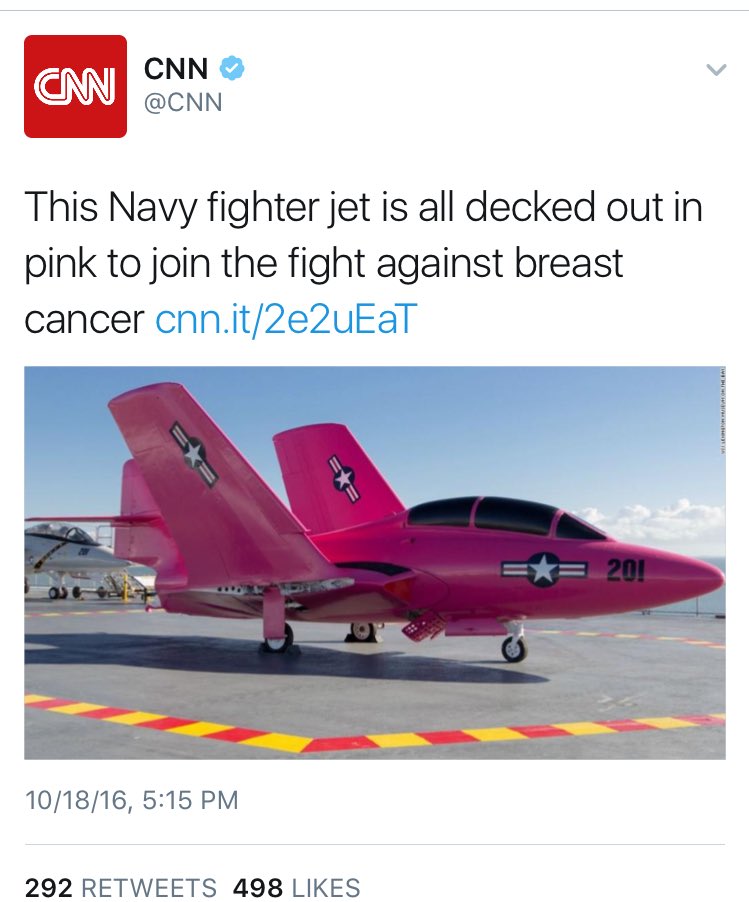 CNN
CNN
@CNN
This Navy fighter jet is all decked out in
pink to join the fight against breast
cancer cnn.it/2e2uEaT
201
10/18/16, 5:15 PM
292 RETWEETS 498 LIKES